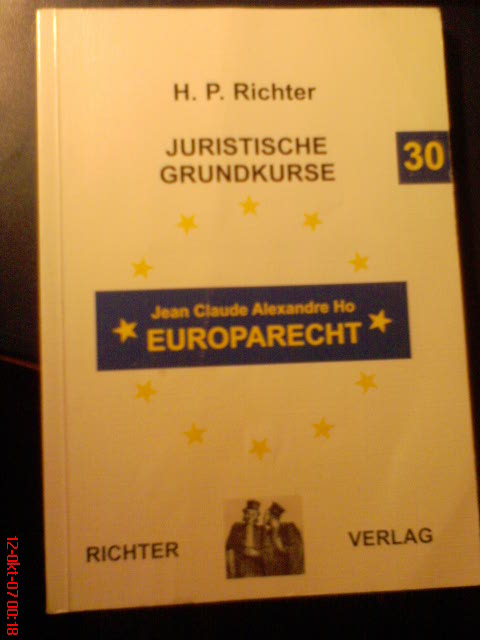 H. P. Richter
JURISTISCHE
GRUNDKURSE
30
Jean Claude Alexandre Ho
EUROPARECHT
RICHTER
VERLAG
12-Okt-07 00:18